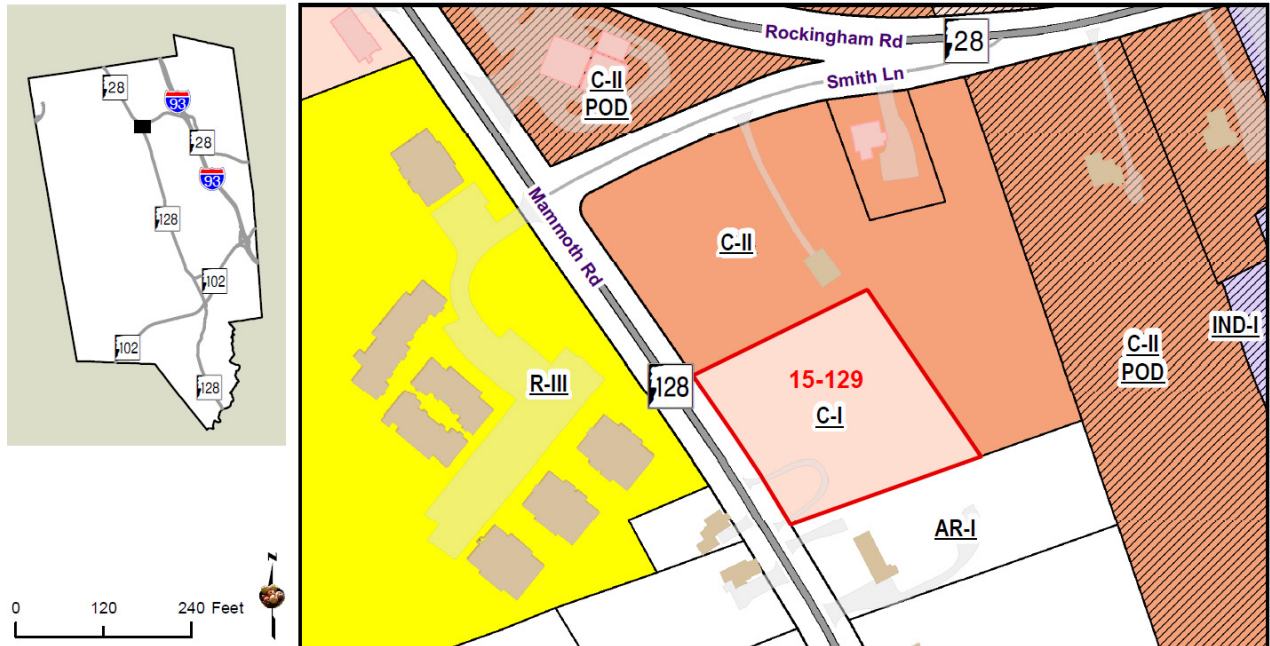 28
93
28
93
128
102
102
128
N
0 120 240 Feet
Rockingham Rd
28
Smith Ln
C-II
POD
Mammoth Rd
C-II
IND-I
C-II
POD
128
R-III
15-129
C-I
AR-I